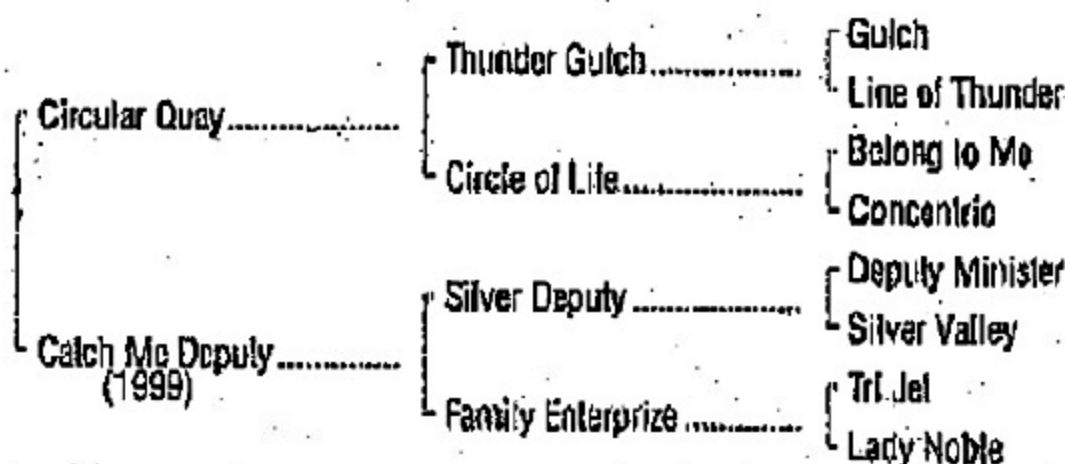 Gulch
Thunder Gulch
Line of Thunder
Circular Quay
Belong to Me
Circle of Life
Concentric
Deputy Minister
Silver Deputy
Silver Valley
Catch Me Deputy
(1999)
Tri Jet
Family Enterprize
Lady Noble